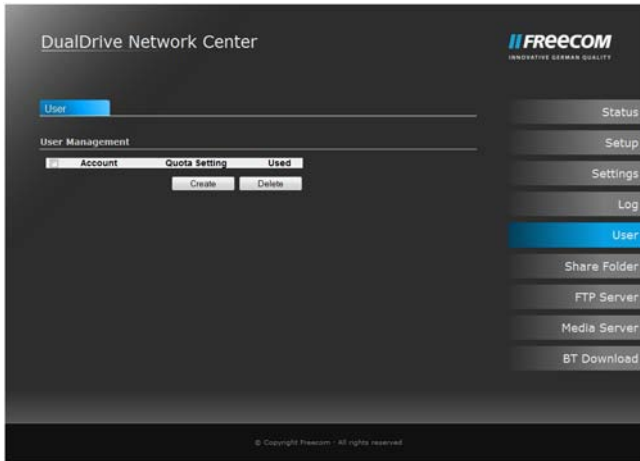 DualDrive Network Center
FREECOM
INNOVATIVE GERMAN QUALITY
User
User Management
Account Quota Setting Used
Create Delete
Status
Setup
Settings
Log
User
Share Folder
FTP Server
Media Server
BT Download
© Copyright Freecom - All rights reserved